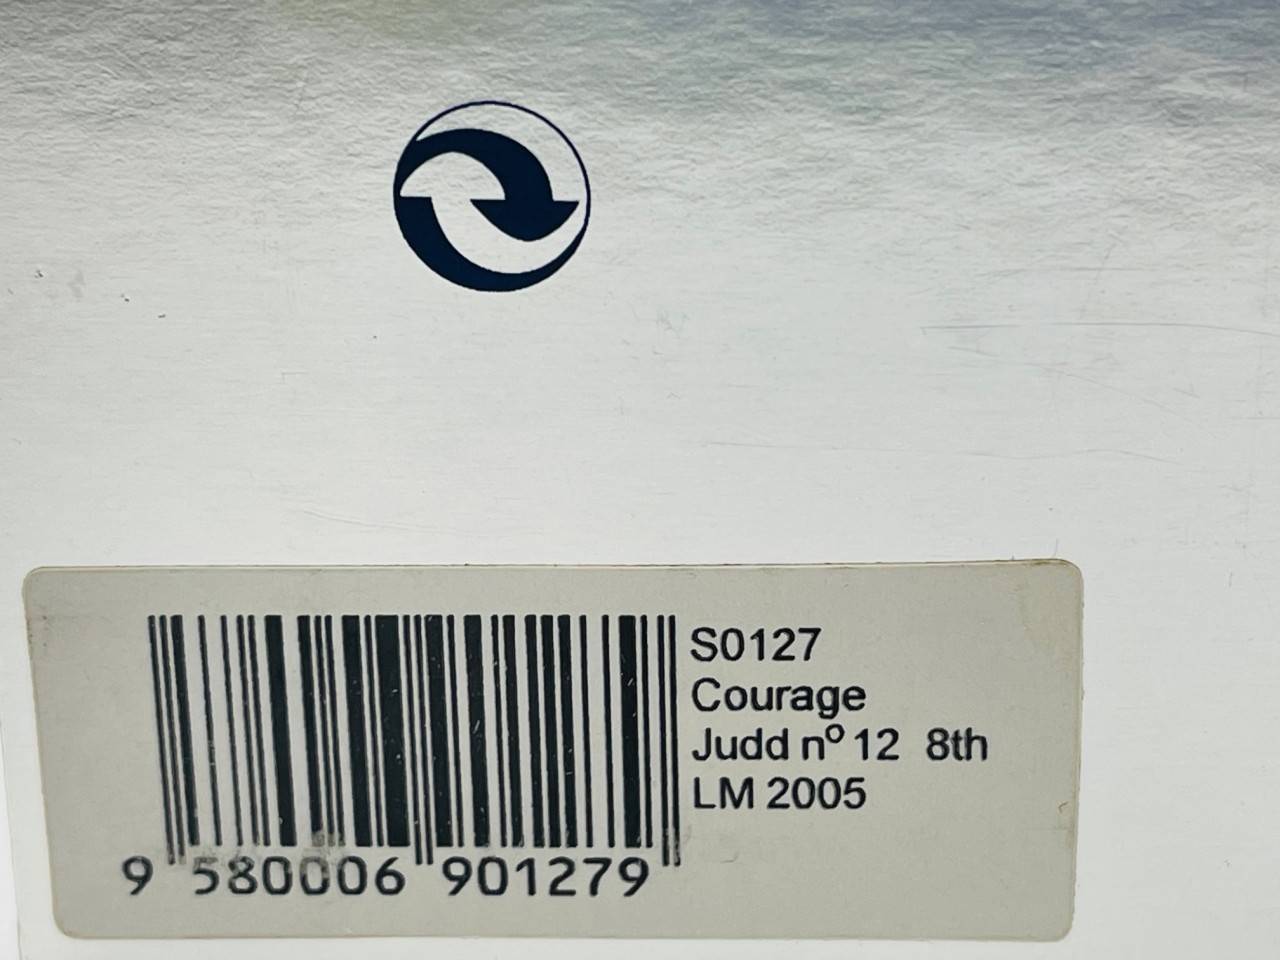 S0127
Courage
Judd nº 12  8th
LM 2005
9 580006 901279